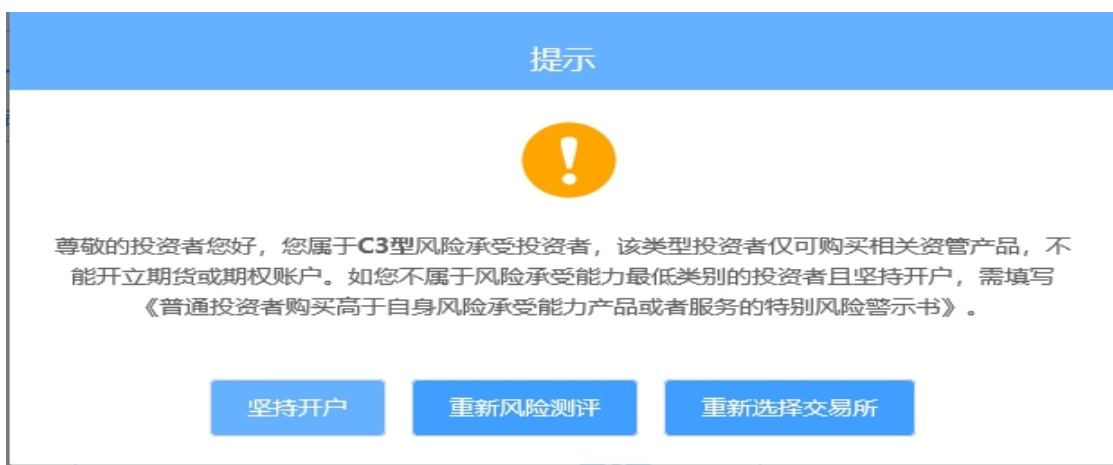 提示
尊敬的投资者您好，您属于C3型风险承受投资者，该类型投资者仅可购买相关资管产品，不
能开立期货或期权账户。如您不属于风险承受能力最低类别的投资者且坚持开户，需填写
《普通投资者购买高于自身风险承受能力产品或者服务的特别风险警示书》。
坚持开户
重新风险测评
重新选择交易所